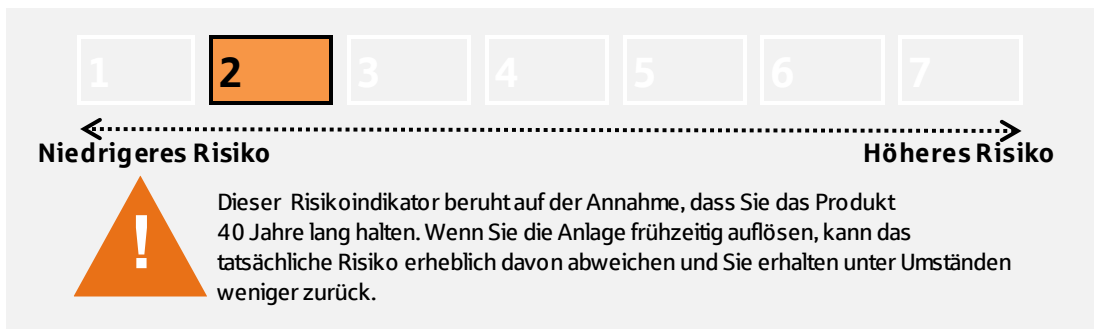 1 2 3 4 5 6 7
Niedrigeres Risiko Höheres Risiko
!
Dieser Risikoindikator beruht auf der Annahme, dass Sie das Produkt
40 Jahre lang halten. Wenn Sie die Anlage frühzeitig auflösen, kann das
tatsächliche Risiko erheblich davon abweichen und Sie erhalten unter Umständen
weniger zurück.